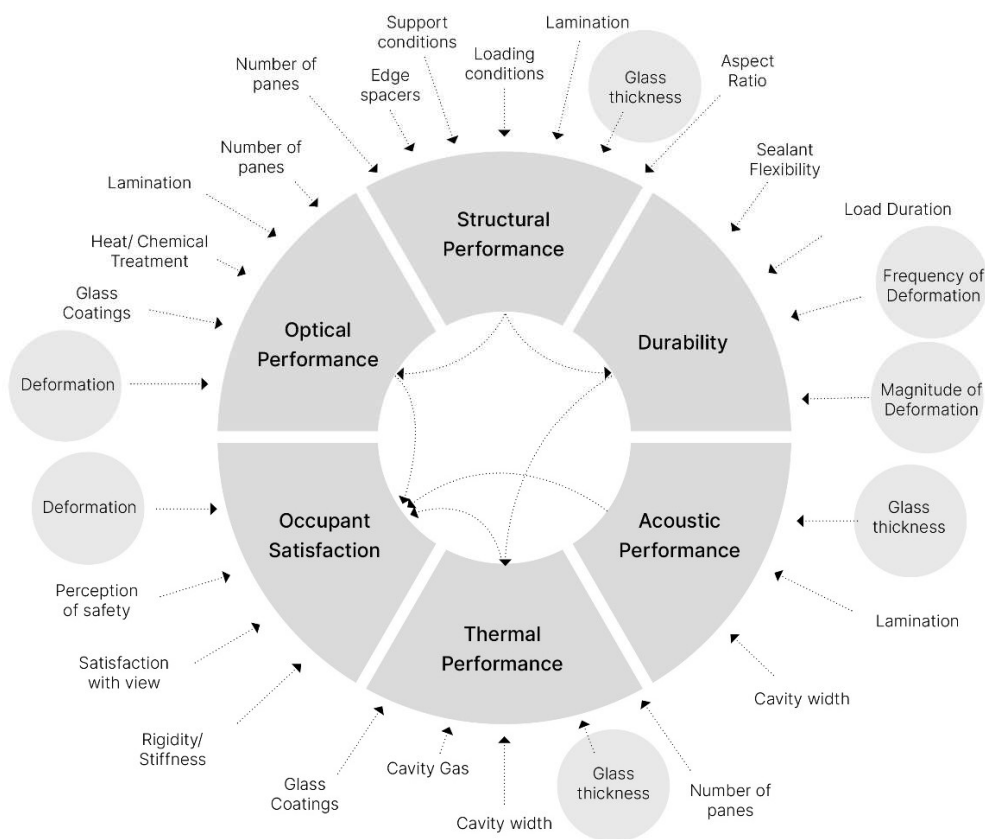 Support
conditions
Lamination
Number of
panes
Edge
spacers
Loading
conditions
Glass
thickness
Aspect
Ratio
Number of
panes
Lamination
Heat/ Chemical
Treatment
Glass
Coatings
Deformation
Sealant
Flexibility
Load Duration
Frequency of
Deformation
Magnitude of
Deformation
Structural
Performance
Optical
Performance
Durability
Occupant
Satisfaction
Acoustic
Performance
Thermal
Performance
Deformation
Perception
of safety
Satisfaction
with view
Rigidity/
Stiffness
Glass
thickness
Lamination
Cavity width
Glass
Coatings
Cavity Gas
Cavity width
Glass
thickness
Number of
panes